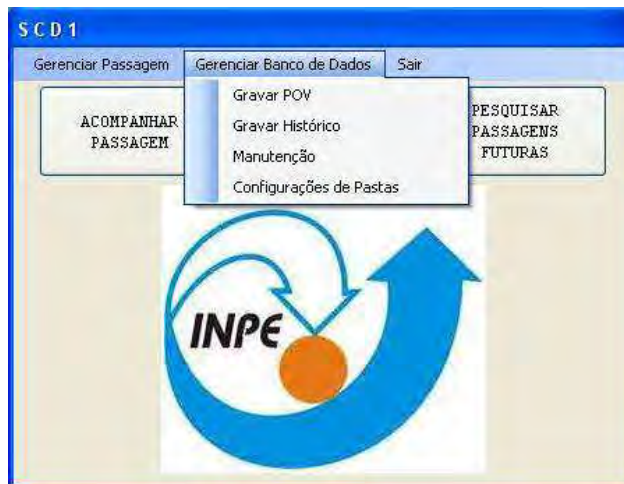 SCD1
Gerenciar Passagem Gerenciar Banco de Dados Sair
ACOMPANHAR
PASSAGEM
Gravar POV
Gravar Histórico
Manutenção
Configurações de Pastas
PESQUISAR
PASSAGENS
FUTURAS
INPE